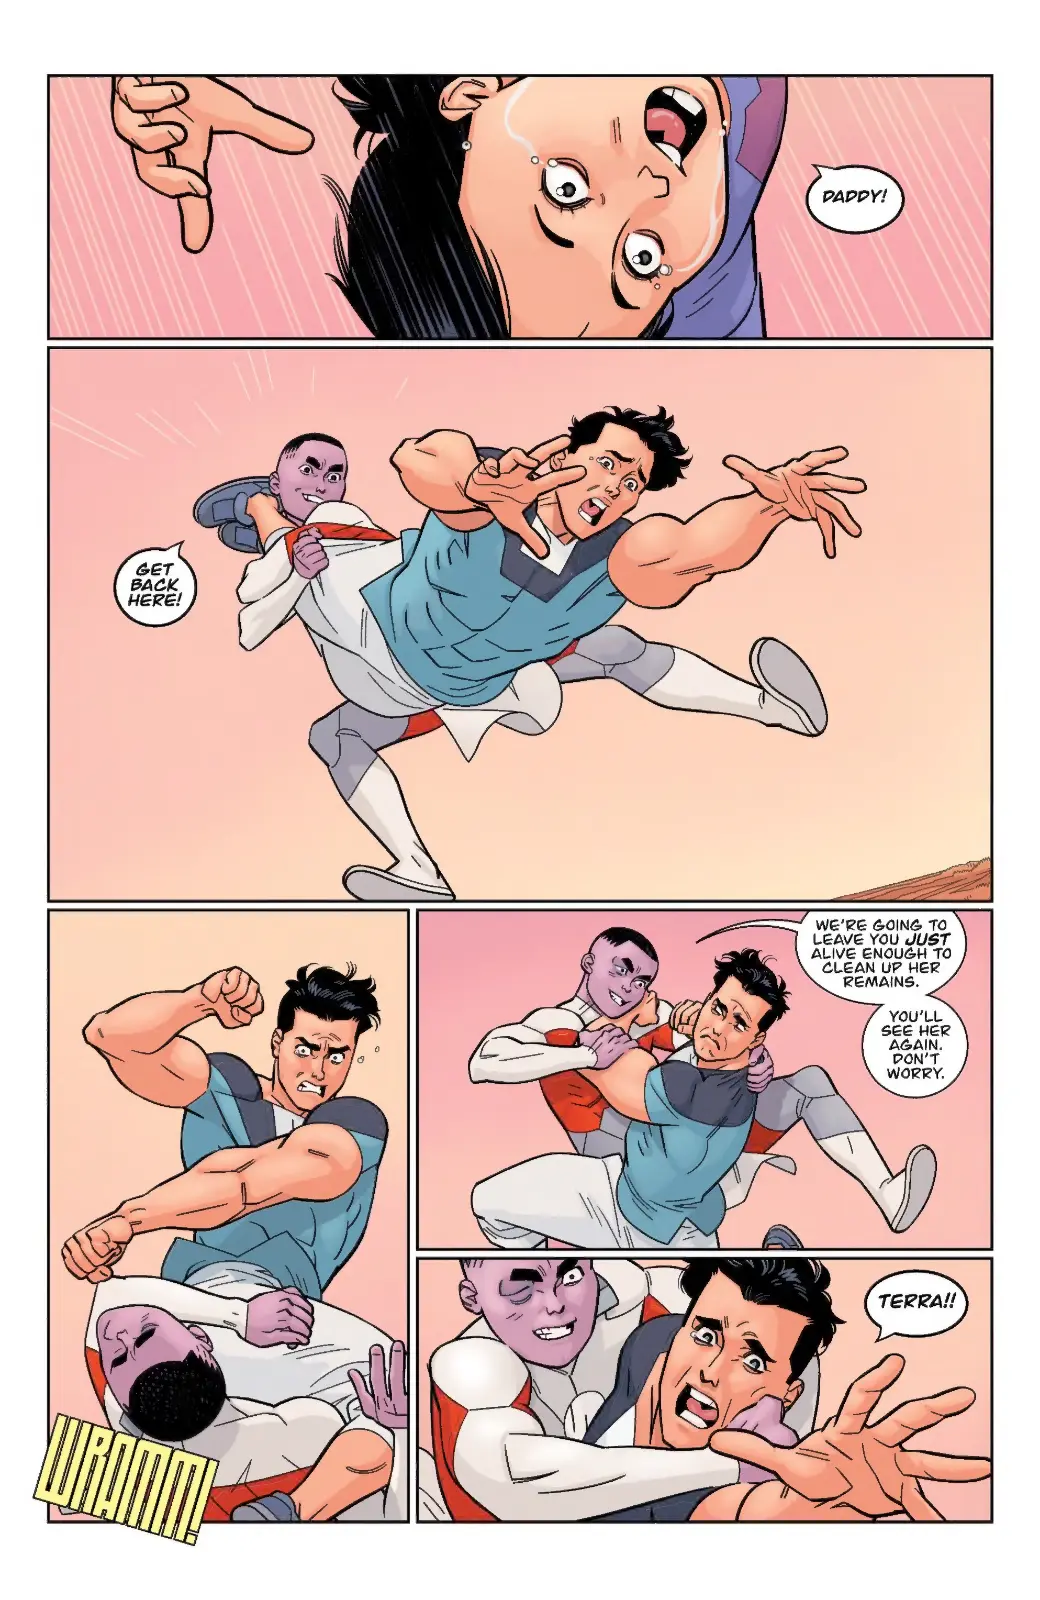 DADDY!
GET
BACK
HERE!
WRAMM!
WE'RE GOING TO
LEAVE YOU JUST
ALIVE ENOUGH TO
CLEAN UP HER
REMAINS.
YOU'LL
SEE HER
AGAIN.
DON'T
WORRY.
TERRA!!